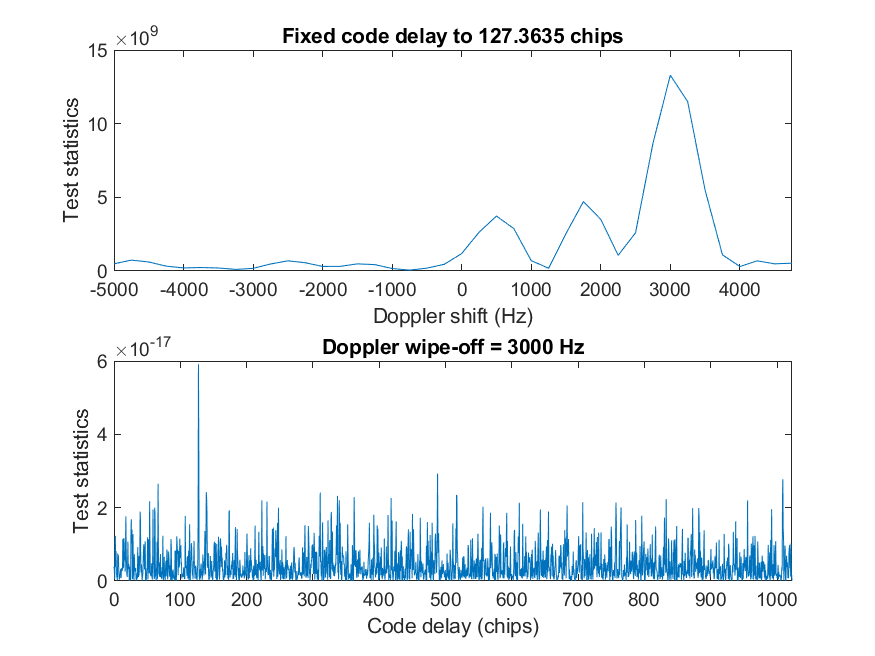 Fixed code delay to 127.3635 chips
×10⁹
15
10
5
0
Test statistics
-5000 -4000 -3000 -2000 -1000 0 1000 2000 3000 4000
Doppler shift (Hz)
Doppler wipe-off = 3000 Hz
×10⁻¹⁷
6
4
2
0
Test statistics
0 100 200 300 400 500 600 700 800 900 1000
Code delay (chips)